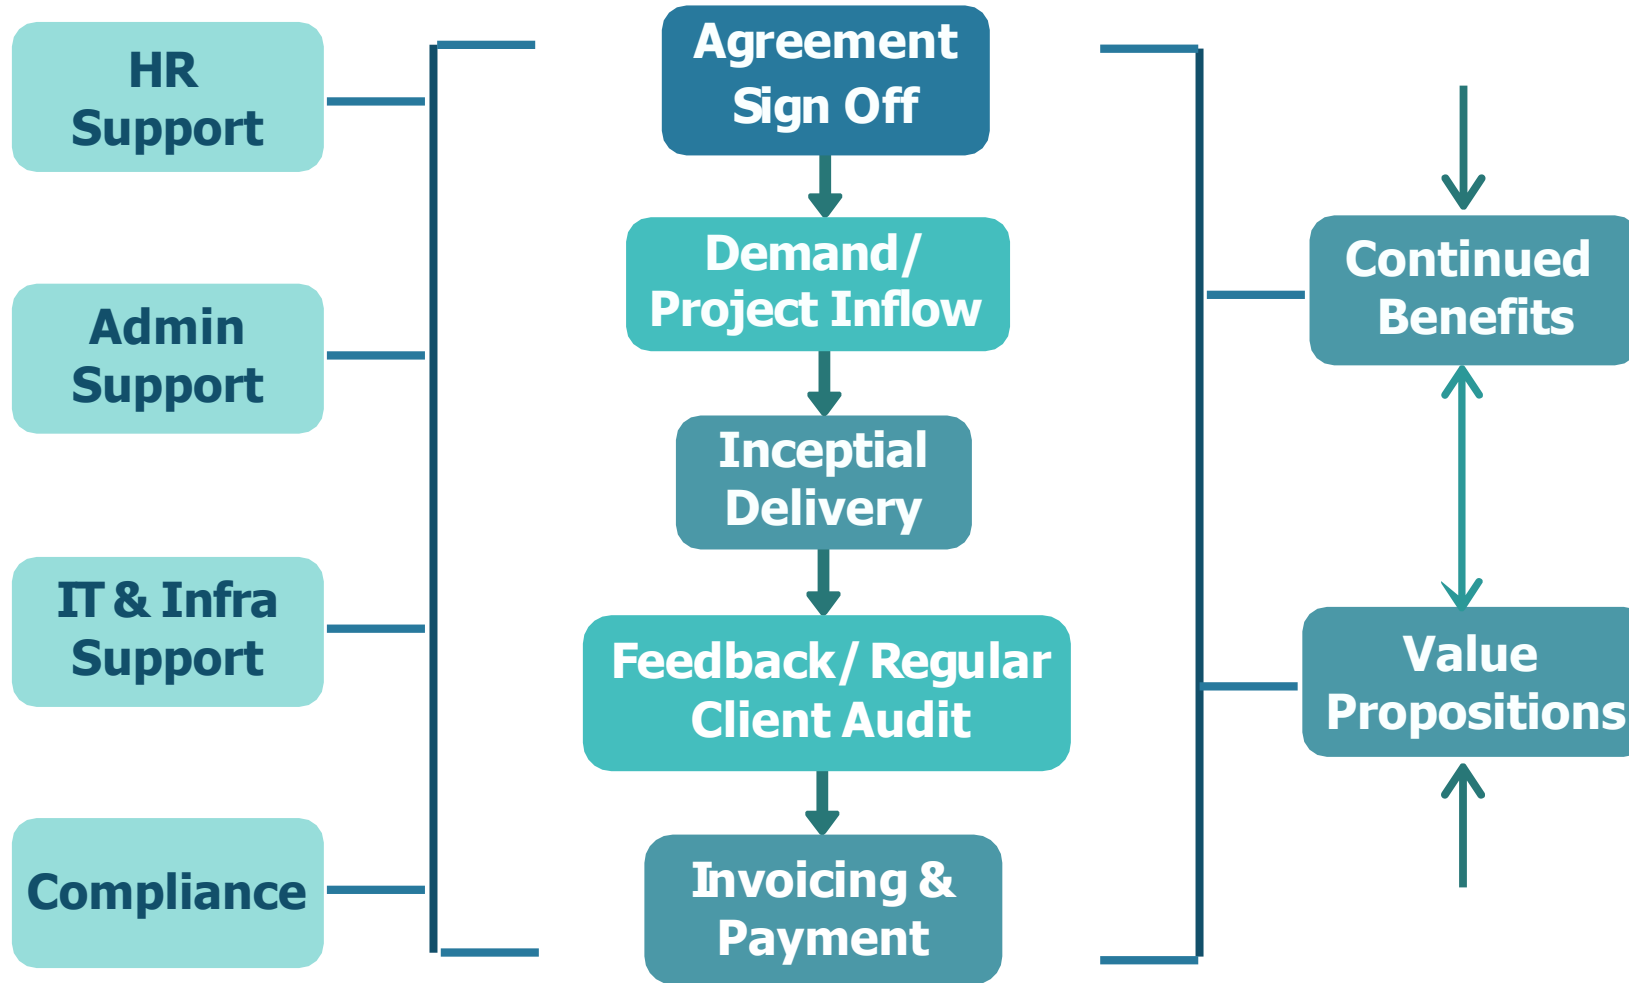 HR
Support
Admin
Support
IT & Infra
Support
Compliance
Agreement
Sign Off
Demand/
Project Inflow
Inceptial
Delivery
Feedback/ Regular
Client Audit
Invoicing &
Payment
Continued
Benefits
Value
Propositions